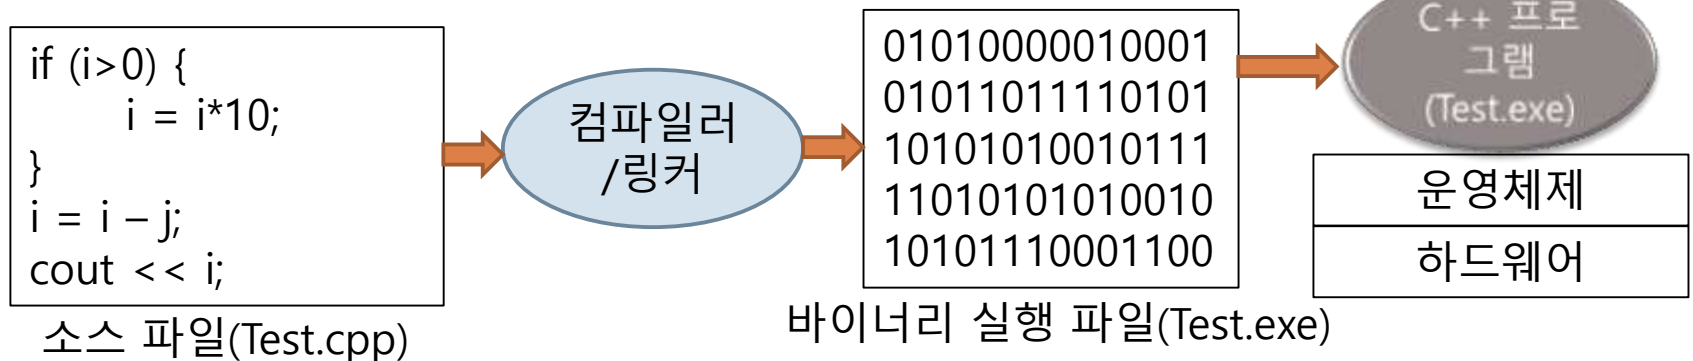 if (i>0) {
i = i*10;
}
i = i – j;
cout << i;
소스 파일(Test.cpp)
컴파일러
/링커
01010000010001
01011011110101
10101010010111
11010101010010
10101110001100
바이너리 실행 파일(Test.exe)
C++ 프로
그램
(Test.exe)
운영체제
하드웨어